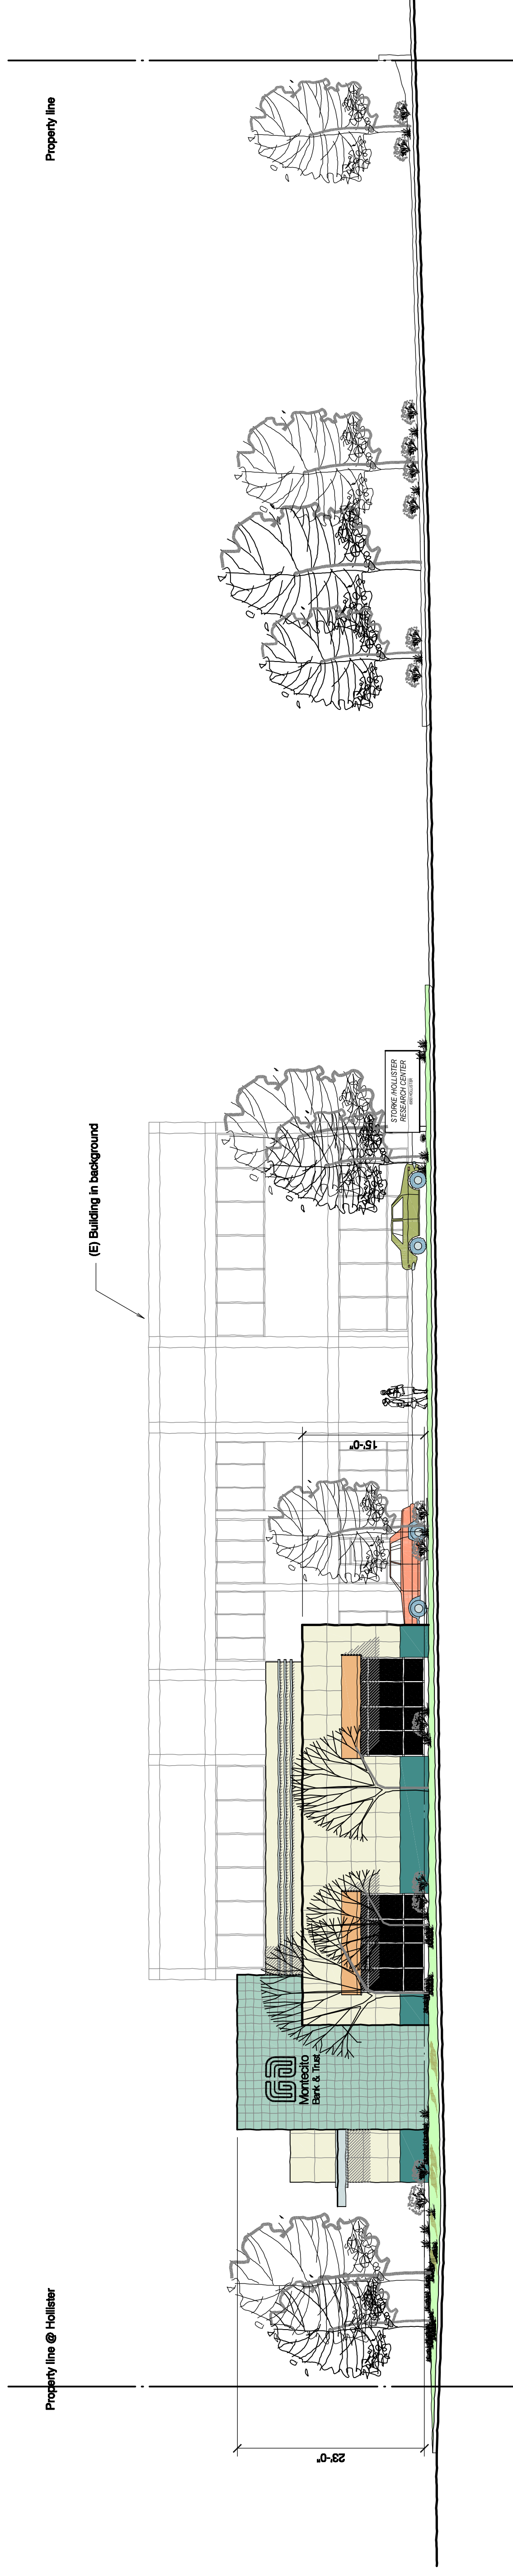 Property line @ Hollister
(E) Building in background
Property line
Montecito
Bank & Trust
STORKE /HOLLISTER
RESEARCH CENTER
23'-0"
15'-0"